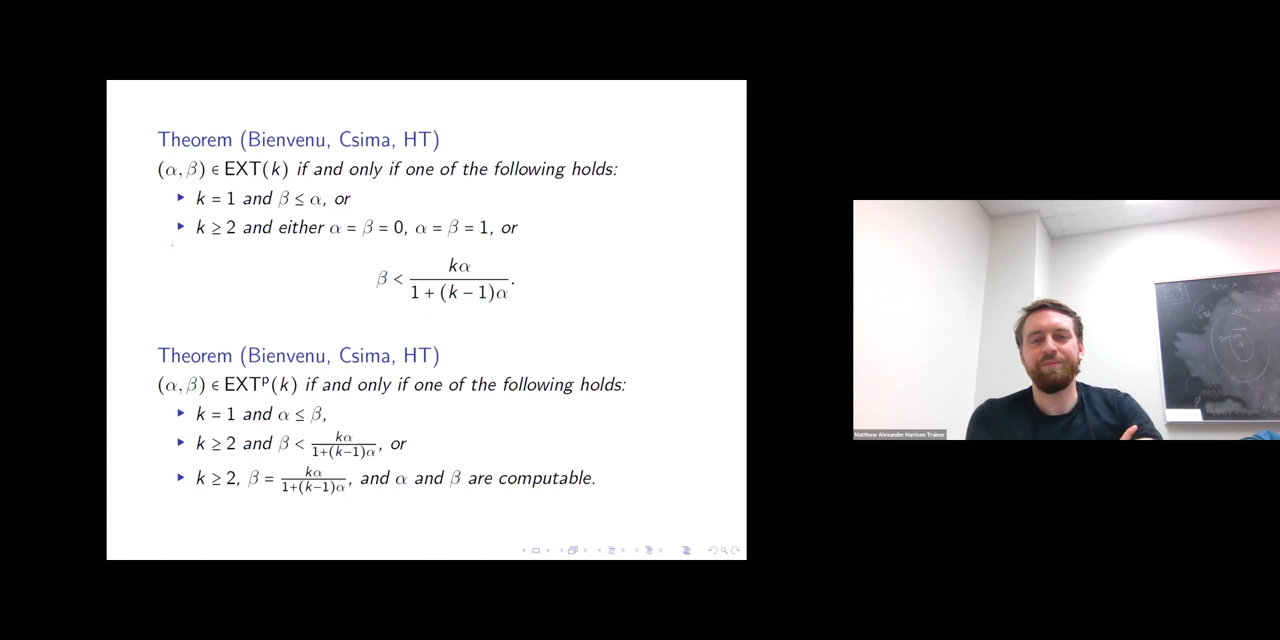 Theorem (Bienvenu, Csima, HT)
(α, β) ∈ EXT(k) if and only if one of the following holds:
▸ k = 1 and β ≤ α, or
▸ k ≥ 2 and either α = β = 0, α = β = 1, or
β < kα / (1 + (k − 1)α).
Theorem (Bienvenu, Csima, HT)
(α, β) ∈ EXTᵖ(k) if and only if one of the following holds:
▸ k = 1 and α ≤ β,
▸ k ≥ 2 and β < kα / (1+(k−1)α), or
▸ k ≥ 2, β = kα / (1+(k−1)α), and α and β are computable.
Matthew Alexander Harrison Trainor